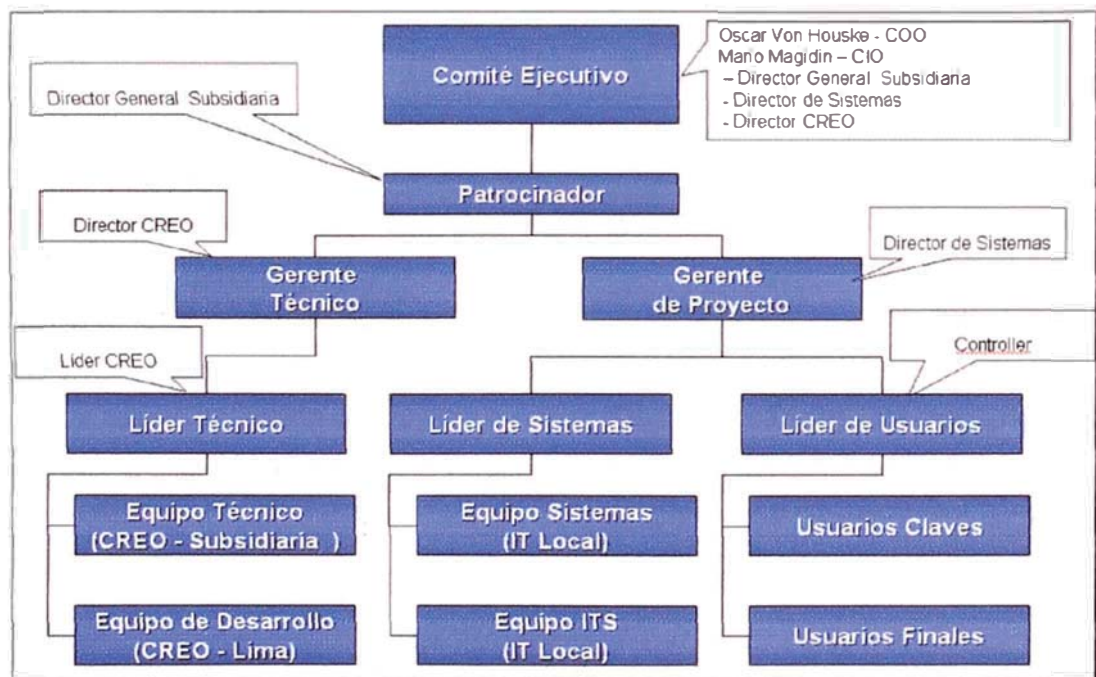 Oscar Von Houske - COO
Mario Magidin – CIO
– Director General Subsidiaria
- Director de Sistemas
- Director CREO
Comité Ejecutivo
Director General Subsidiaria
Patrocinador
Director CREO
Director de Sistemas
Gerente
Técnico
Gerente
de Proyecto
Líder CREO
Controller
Líder Técnico
Líder de Sistemas
Líder de Usuarios
Equipo Técnico
(CREO - Subsidiaria )
Equipo Sistemas
(IT Local)
Usuarios Claves
Equipo de Desarrollo
(CREO - Lima)
Equipo ITS
(IT Local)
Usuarios Finales